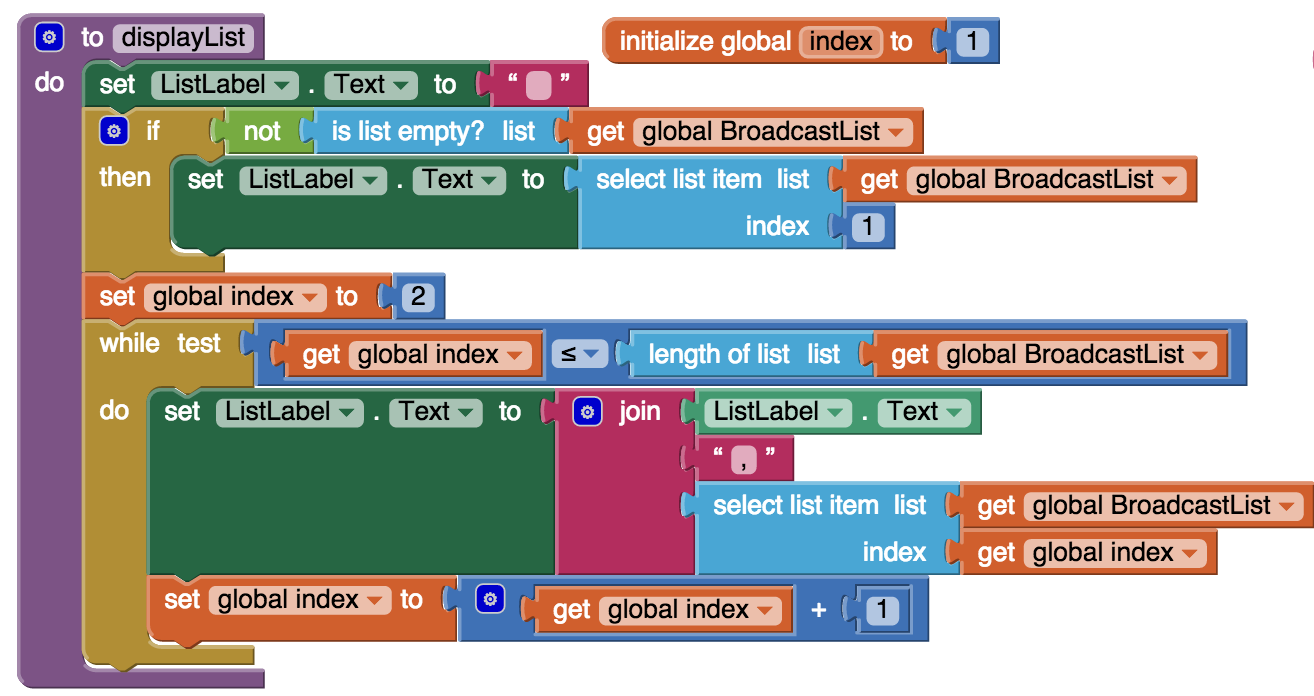 to displayList
initialize global index to 1
do set ListLabel . Text to “ ”
if not is list empty? list get global BroadcastList
then set ListLabel . Text to select list item list get global BroadcastList
index 1
set global index to 2
while test get global index ≤ length of list list get global BroadcastList
do set ListLabel . Text to join ListLabel . Text
“ , ”
select list item list get global BroadcastList
index get global index
set global index to get global index + 1